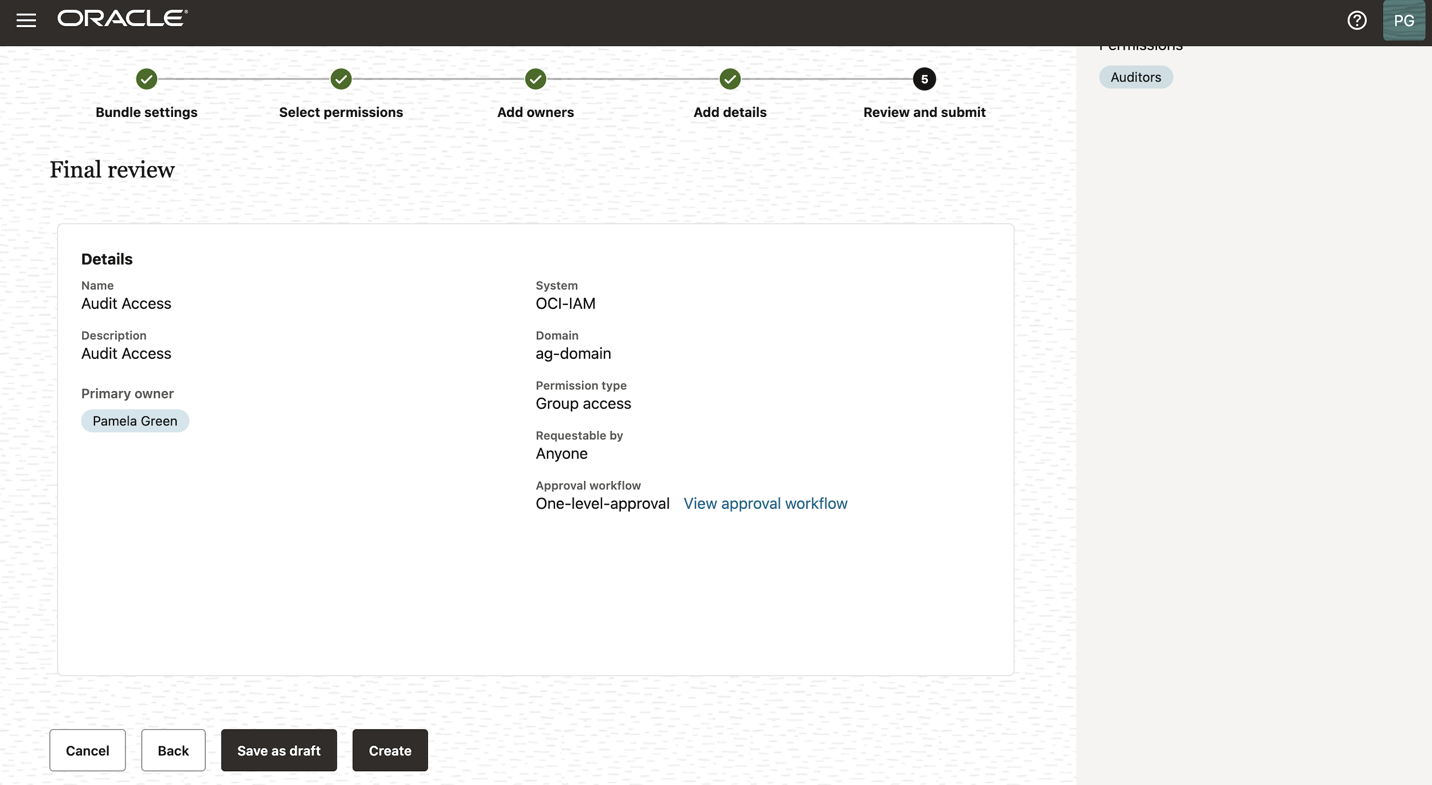 ORACLE
PG
Permissions
Auditors
5
Bundle settings
Select permissions
Add owners
Add details
Review and submit
Final review
Details
Name
Audit Access
Description
Audit Access
Primary owner
Pamela Green
System
OCI-IAM
Domain
ag-domain
Permission type
Group access
Requestable by
Anyone
Approval workflow
One-level-approval View approval workflow
Cancel
Back
Save as draft
Create